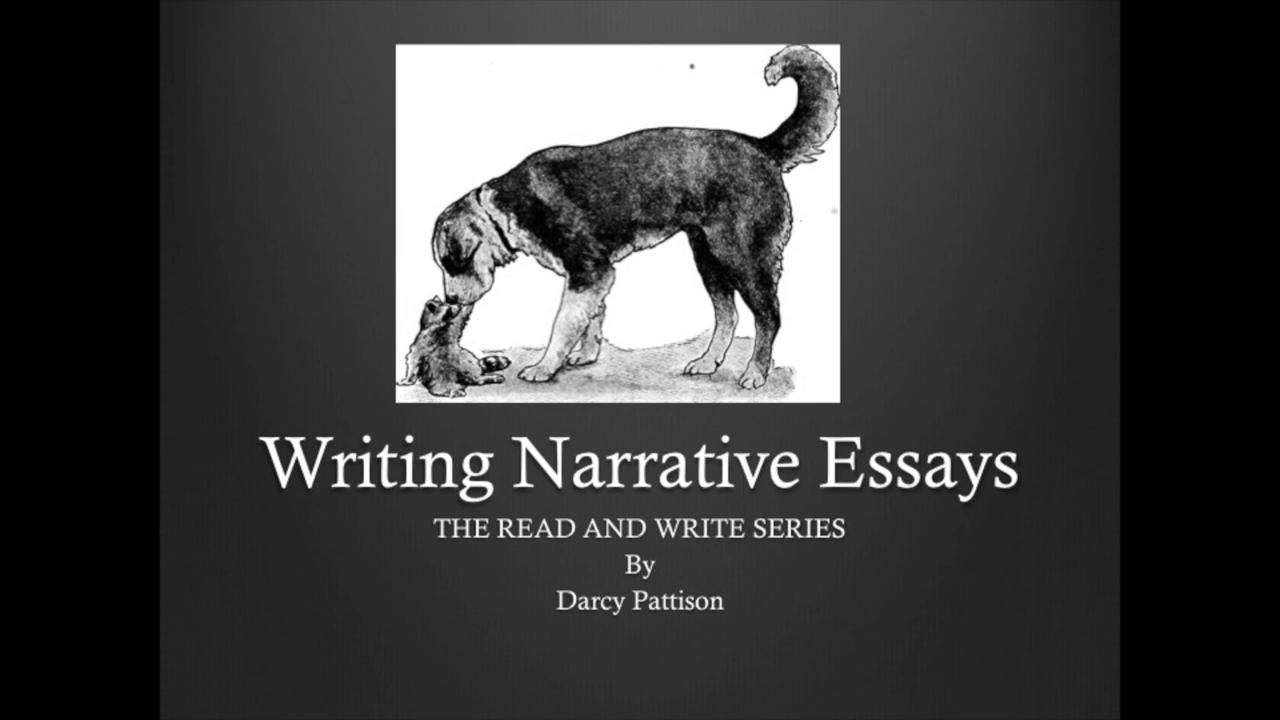 Writing Narrative Essays
THE READ AND WRITE SERIES
By
Darcy Pattison